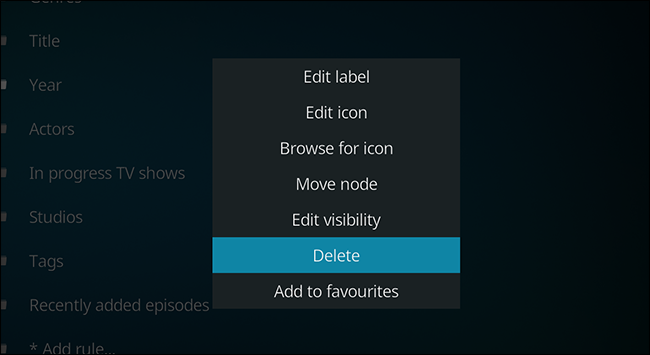 Genres
Title
Year
Actors
In progress TV shows
Studios
Tags
Recently added episodes
* Add rule...
Edit label
Edit icon
Browse for icon
Move node
Edit visibility
Delete
Add to favourites